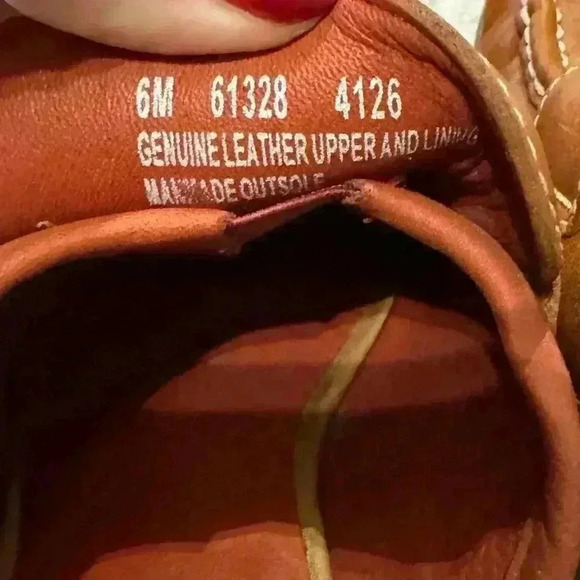 6M 61328 4126
GENUINE LEATHER UPPER AND LINING
MANMADE OUTSOLE